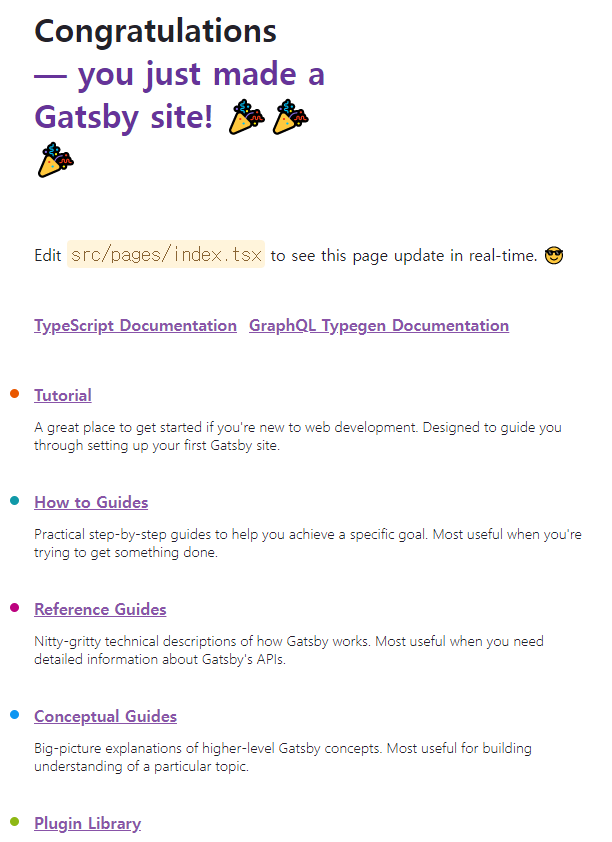 Congratulations
— you just made a
Gatsby site! 🎉🎉
🎉
Edit src/pages/index.tsx to see this page update in real-time. 😎
TypeScript Documentation GraphQL Typegen Documentation
Tutorial
A great place to get started if you're new to web development. Designed to guide you
through setting up your first Gatsby site.
How to Guides
Practical step-by-step guides to help you achieve a specific goal. Most useful when you're
trying to get something done.
Reference Guides
Nitty-gritty technical descriptions of how Gatsby works. Most useful when you need
detailed information about Gatsby's APIs.
Conceptual Guides
Big-picture explanations of higher-level Gatsby concepts. Most useful for building
understanding of a particular topic.
Plugin Library